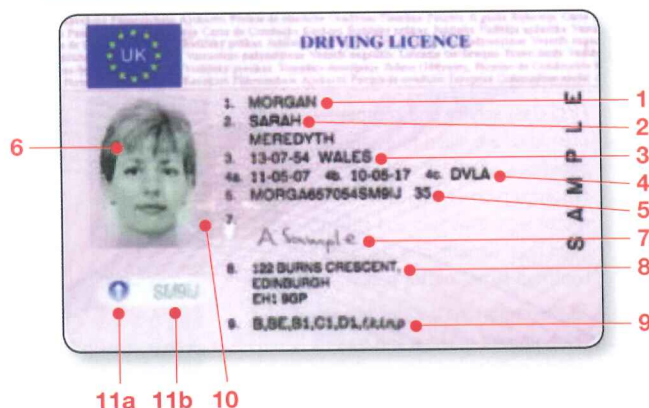 UK
DRIVING LICENCE
1. MORGAN
2. SARAH
MEREDYTH
3. 13-07-54 WALES
4a. 11-05-07 4b. 10-05-17 4c. DVLA
5. MORGA657054SM9IJ 35
7.
A Sample
8. 122 BURNS CRESCENT,
EDINBURGH
EH1 9GP
9. B,BE,B1,C1,D1,f,k,l,n,p
SM9IJ
SAMPLE
1
2
3
4
5
6
7
8
9
10
11a
11b